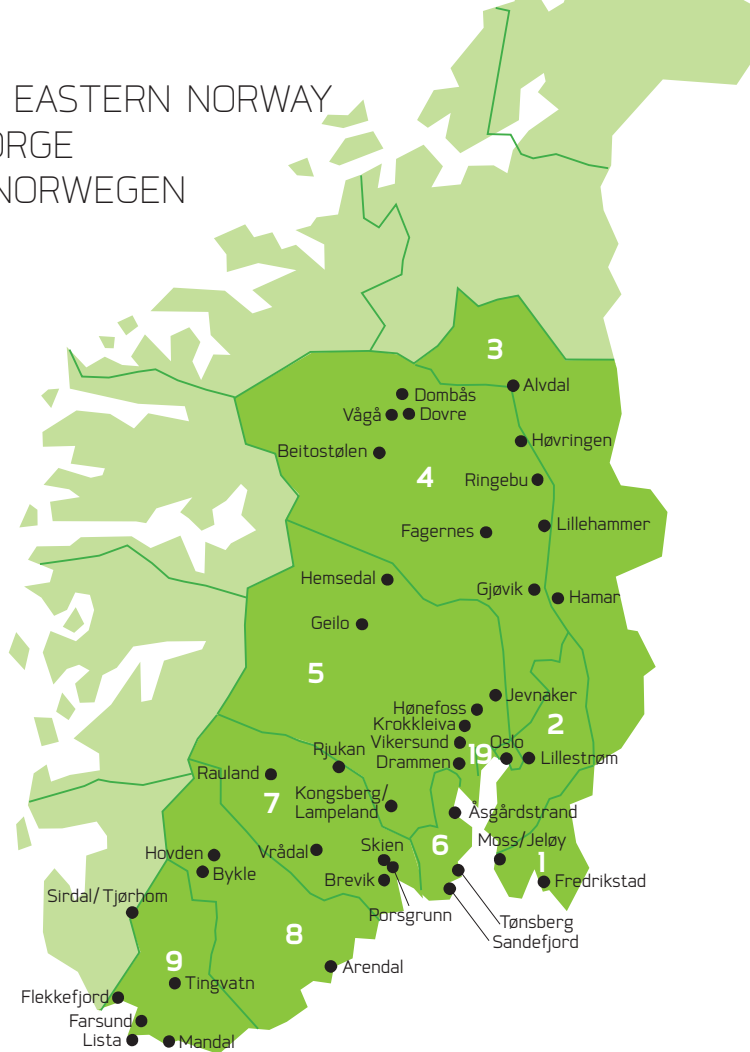 EASTERN NORWAY
ORGE
NORWEGEN
3
Alvdal
Dombås
Vågå
Dovre
Høvringen
Beitostølen
4
Ringebu
Lillehammer
Fagernes
Hemsedal
Gjøvik
Hamar
Geilo
5
Jevnaker
Hønefoss
2
Krokkleiva
Vikersund
19
Oslo
Rjukan
Drammen
Lillestrøm
Rauland
7
Kongsberg/
Lampeland
Åsgårdstrand
6
Moss/Jeløy
Skien
Vrådal
Hovden
1
Bykle
Brevik
Fredrikstad
Sirdal/Tjørhom
Porsgrunn
Tønsberg
8
Sandefjord
9
Arendal
Tingvatn
Flekkefjord
Farsund
Lista
Mandal